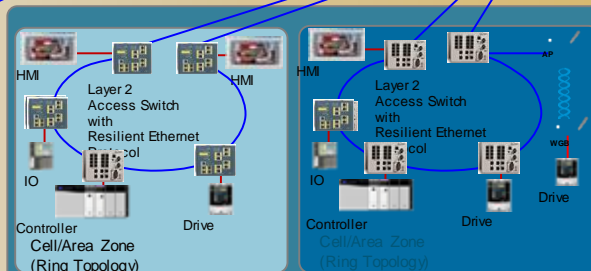 HMI
HMI
Layer 2
Access Switch
with
Resilient Ethernet
IO
Controller
Drive
Cell/Area Zone
(Ring Topology)
HMI
AP
Layer 2
Access Switch
with
Resilient Ethernet
WGB
IO
Controller
Drive
Drive
Cell/Area Zone
(Ring Topology)